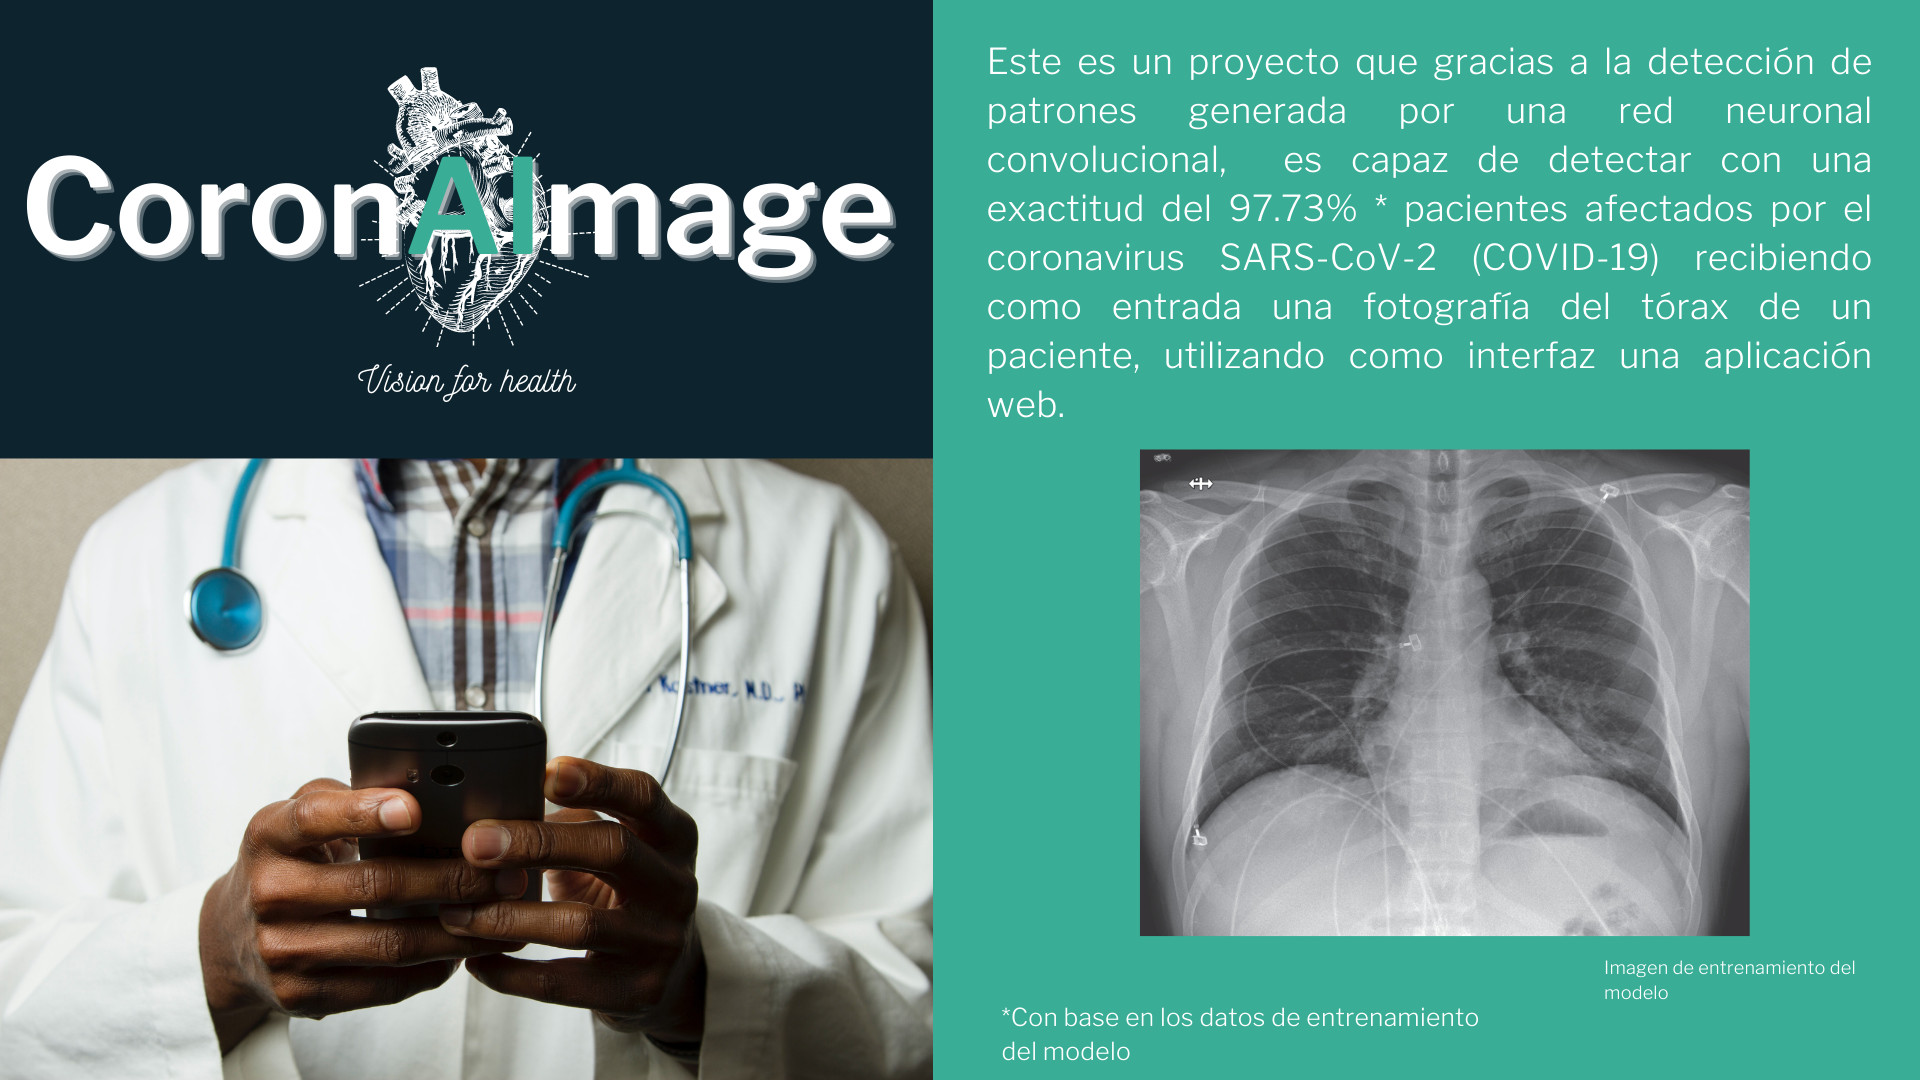 CoronAImage
Vision for health
Este es un proyecto que gracias a la detección de
patrones generada por una red neuronal
convolucional, es capaz de detectar con una
exactitud del 97.73% * pacientes afectados por el
coronavirus SARS-CoV-2 (COVID-19) recibiendo
como entrada una fotografía del tórax de un
paciente, utilizando como interfaz una aplicación
web.
M.D.
Imagen de entrenamiento del
modelo
*Con base en los datos de entrenamiento
del modelo